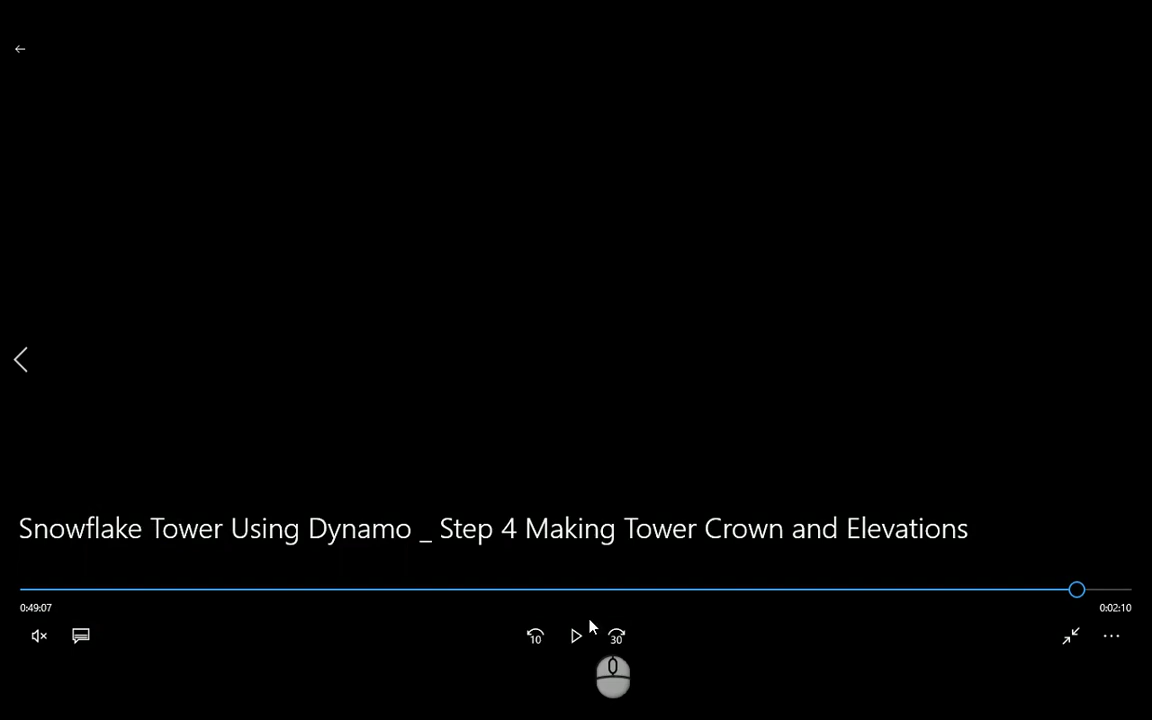 Snowflake Tower Using Dynamo _ Step 4 Making Tower Crown and Elevations
0:49:07
0:02:10
10
30